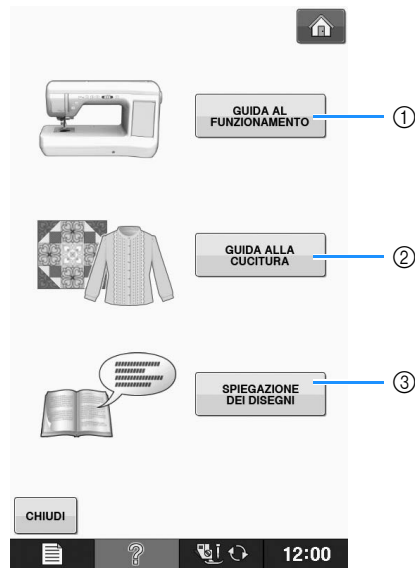 GUIDA AL
FUNZIONAMENTO
①
GUIDA ALLA
CUCITURA
②
SPIEGAZIONE
DEI DISEGNI
③
CHIUDI
?
12:00